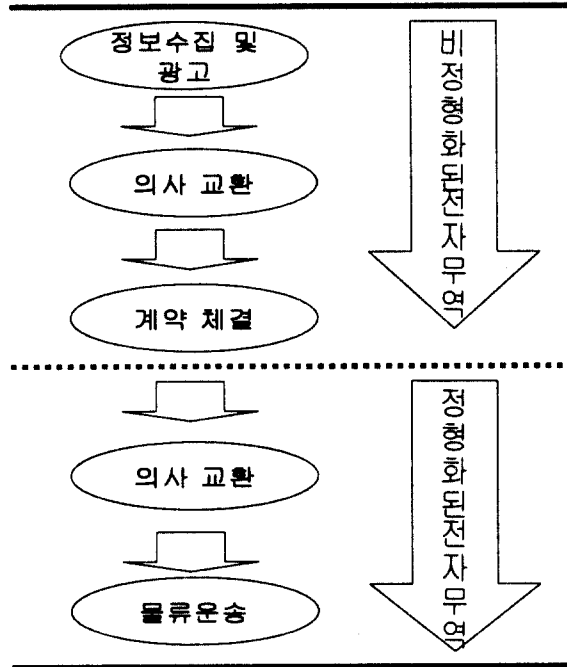 정보수집 및
광고
의사 교환
계약 체결
비정형화된전자무역
의사 교환
물류운송
정형화된전자무역